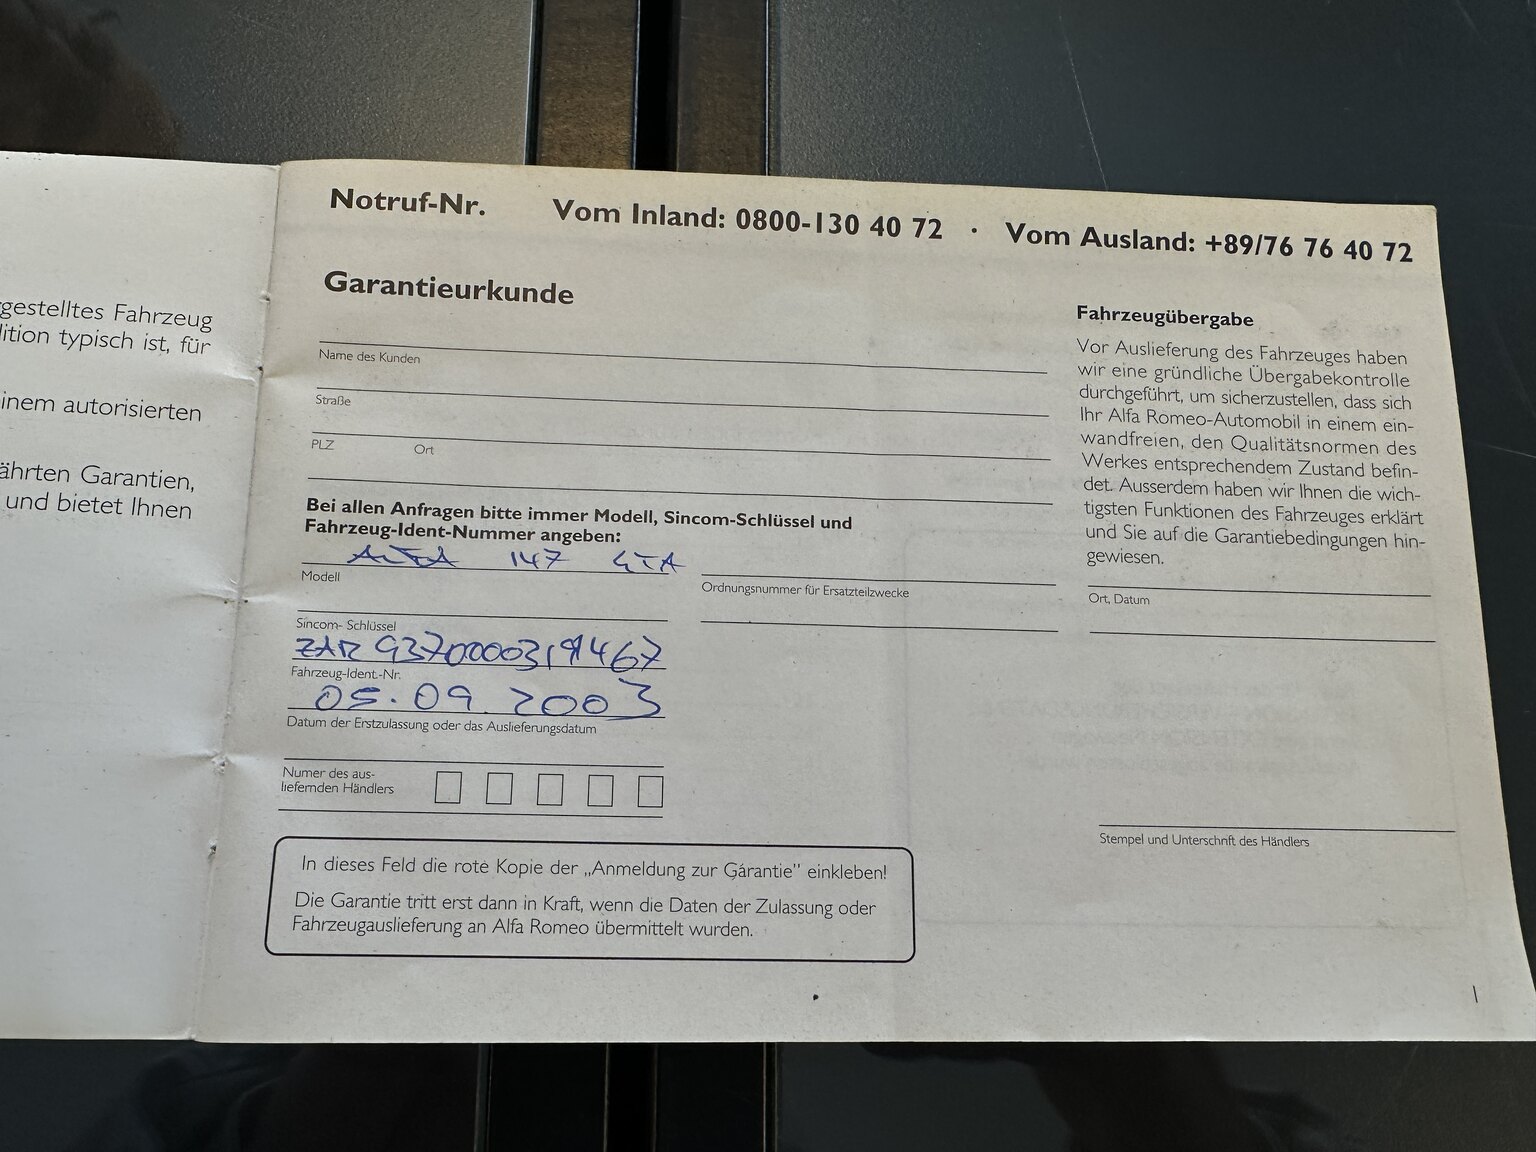 gestelltes Fahrzeug
dition typisch ist, für
inem autorisierten
ährten Garantien,
und bietet Ihnen
Notruf-Nr. Vom Inland: 0800-130 40 72 · Vom Ausland: +89/76 76 40 72
Garantieurkunde
Name des Kunden
Straße
PLZ Ort
Bei allen Anfragen bitte immer Modell, Sincom-Schlüssel und
Fahrzeug-Ident-Nummer angeben:
ALFA 147 GTA
Modell
Ordnungsnummer für Ersatzteilzwecke
Sincom- Schlüssel
Fahrzeug-Ident.-Nr.
05.09.2003
Datum der Erstzulassung oder das Auslieferungsdatum
Numer des aus-
liefernden Händlers
In dieses Feld die rote Kopie der „Anmeldung zur Garantie" einkleben!
Die Garantie tritt erst dann in Kraft, wenn die Daten der Zulassung oder
Fahrzeugauslieferung an Alfa Romeo übermittelt wurden.
Fahrzeugübergabe
Vor Auslieferung des Fahrzeuges haben
wir eine gründliche Übergabekontrolle
durchgeführt, um sicherzustellen, dass sich
Ihr Alfa Romeo-Automobil in einem ein-
wandfreien, den Qualitätsnormen des
Werkes entsprechendem Zustand befin-
det. Ausserdem haben wir Ihnen die wich-
tigsten Funktionen des Fahrzeuges erklärt
und Sie auf die Garantiebedingungen hin-
gewiesen.
Ort, Datum
Stempel und Unterschrift des Händlers
1